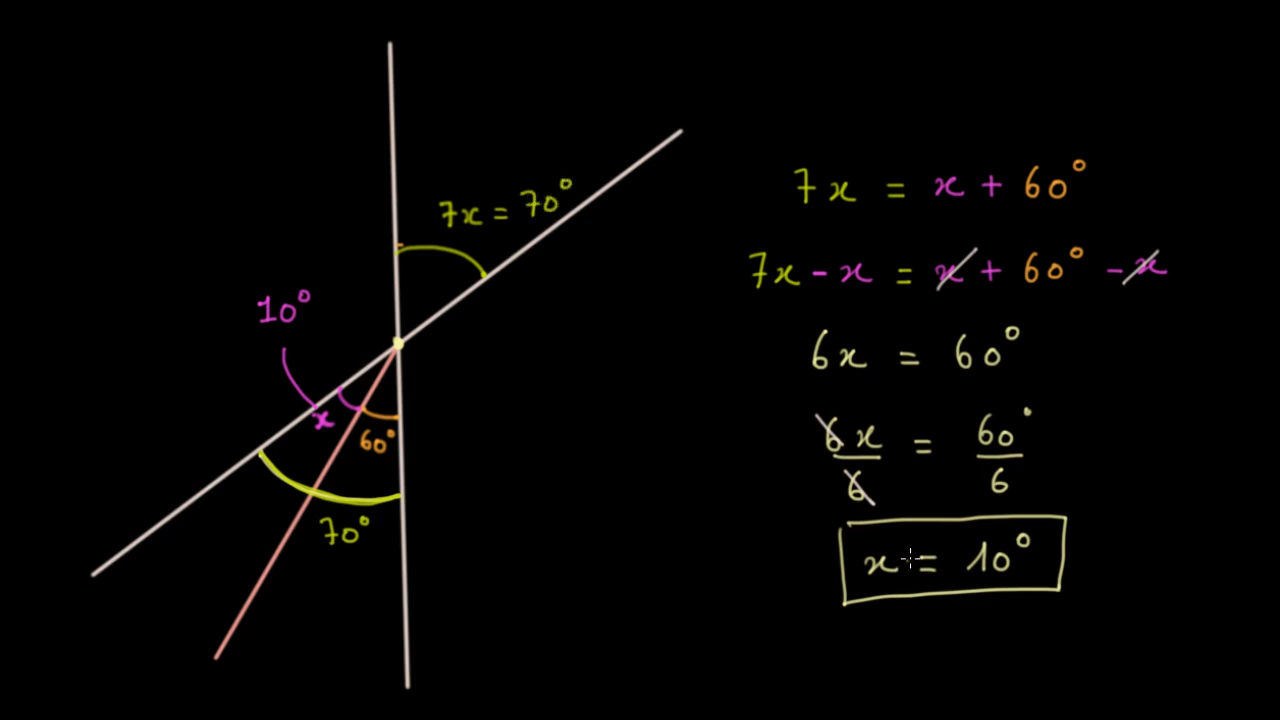 7x = 70°
10°
x
60°
70°
7x = x + 60°
7x - x = x + 60° - x
6x = 60°
6x/6 = 60°/6
x = 10°